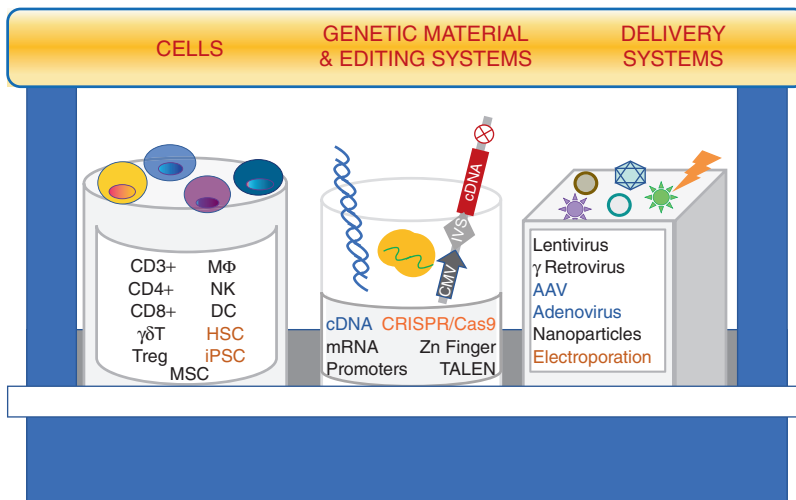 CELLS
GENETIC MATERIAL
& EDITING SYSTEMS
DELIVERY
SYSTEMS
CD3+ MΦ
CD4+ NK
CD8+ DC
γδT HSC
Treg iPSC
MSC
cDNA
IVS
CMV
cDNA CRISPR/Cas9
mRNA Zn Finger
Promoters TALEN
Lentivirus
γ Retrovirus
AAV
Adenovirus
Nanoparticles
Electroporation